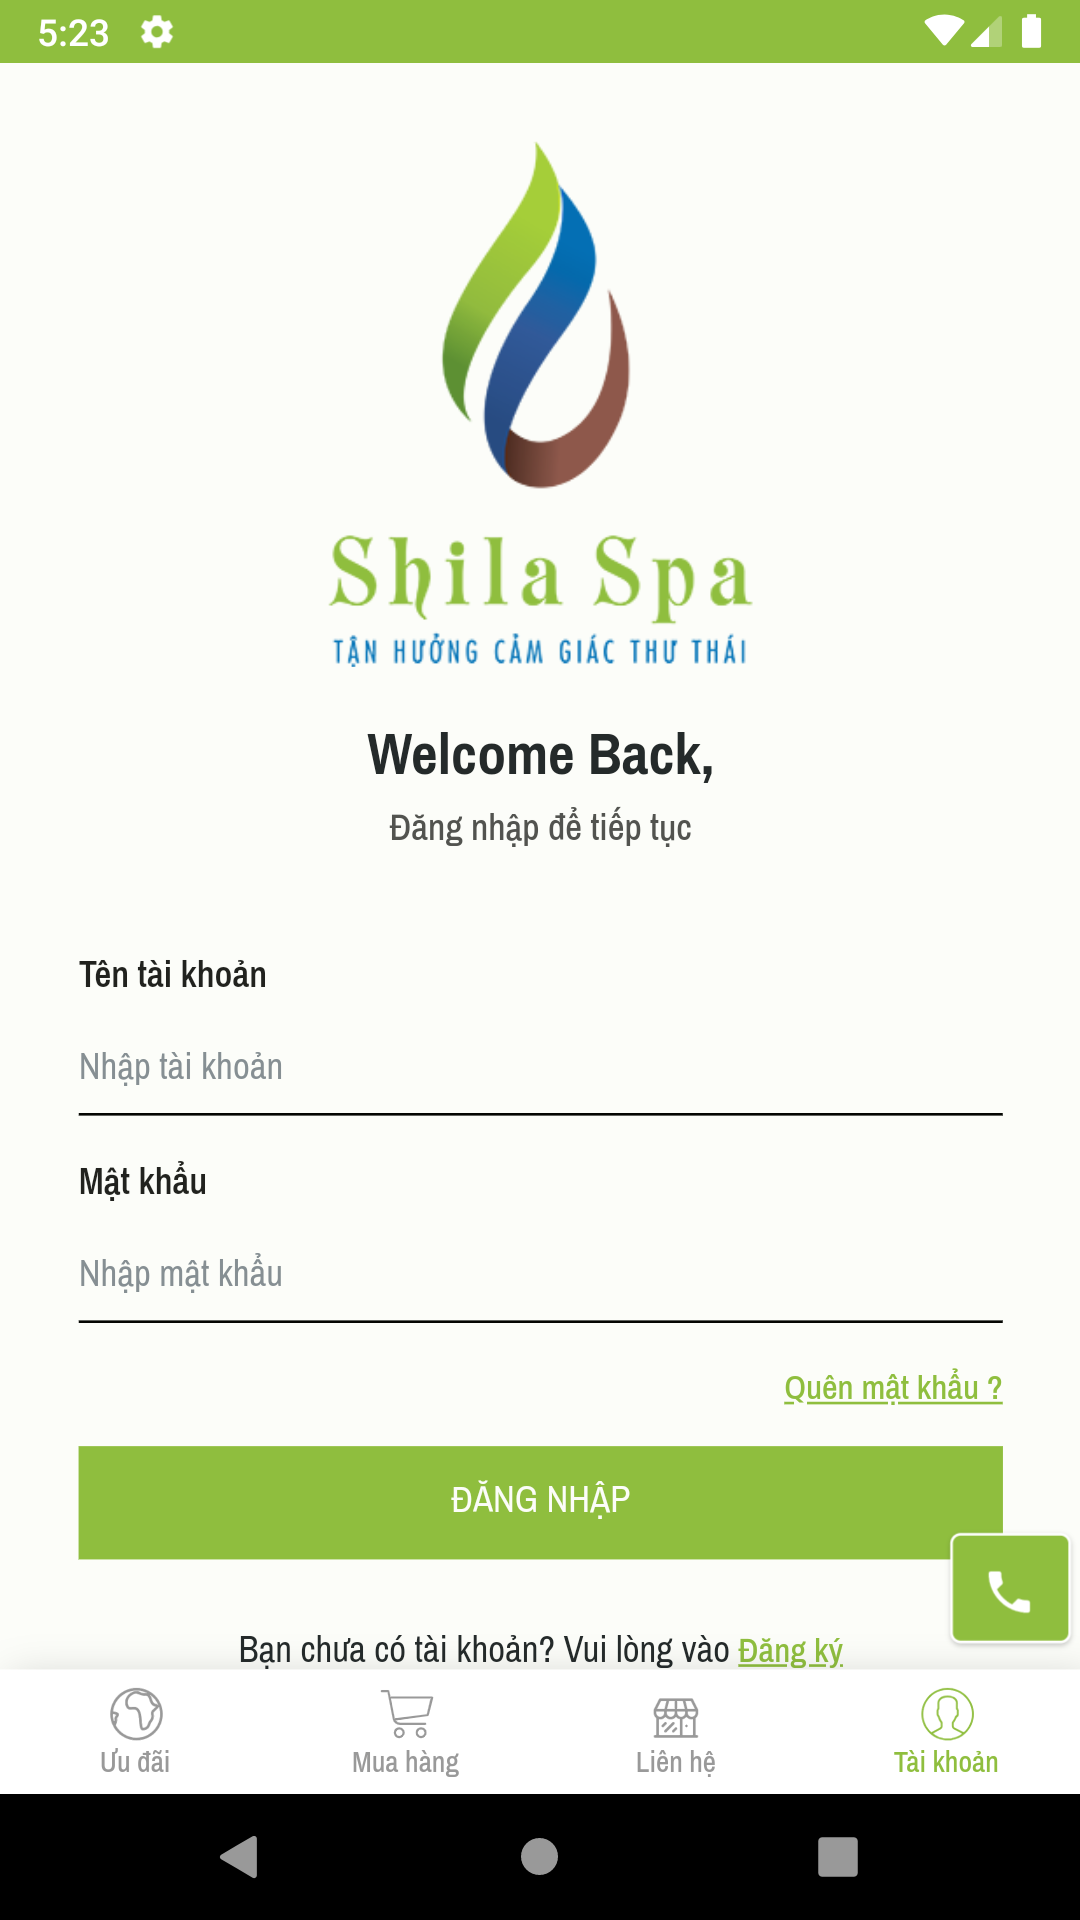 5:23
Shila Spa
TẬN HƯỞNG CẢM GIÁC THƯ THÁI
Welcome Back,
Đăng nhập để tiếp tục
Tên tài khoản
Nhập tài khoản
Mật khẩu
Nhập mật khẩu
Quên mật khẩu ?
ĐĂNG NHẬP
Bạn chưa có tài khoản? Vui lòng vào Đăng ký
Ưu đãi
Mua hàng
Liên hệ
Tài khoản